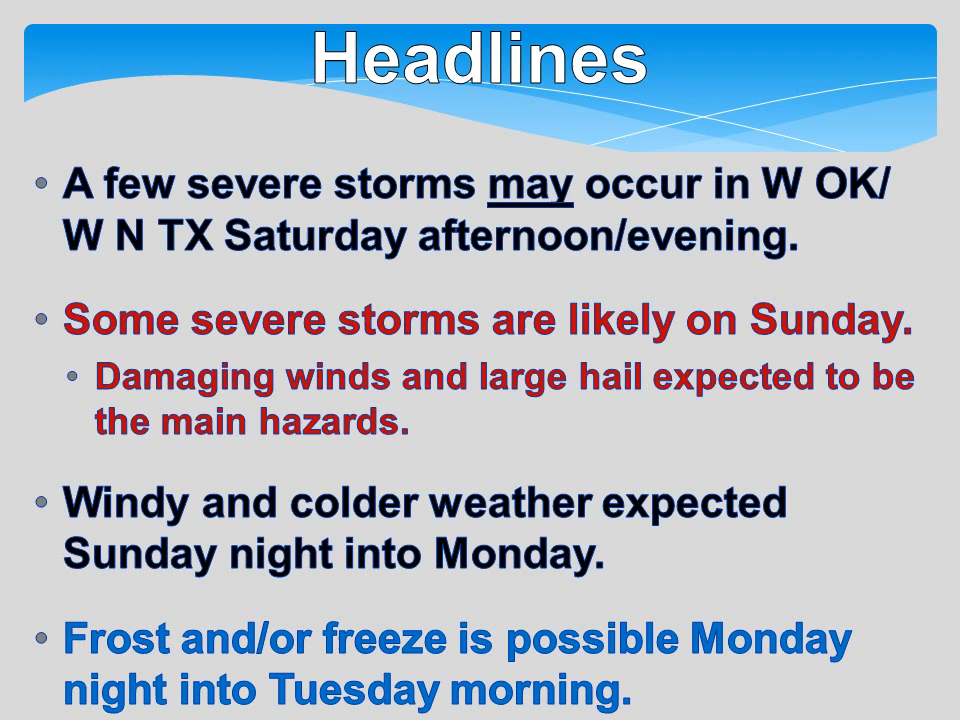 Headlines
• A few severe storms may occur in W OK/
W N TX Saturday afternoon/evening.
• Some severe storms are likely on Sunday.
• Damaging winds and large hail expected to be
the main hazards.
• Windy and colder weather expected
Sunday night into Monday.
• Frost and/or freeze is possible Monday
night into Tuesday morning.